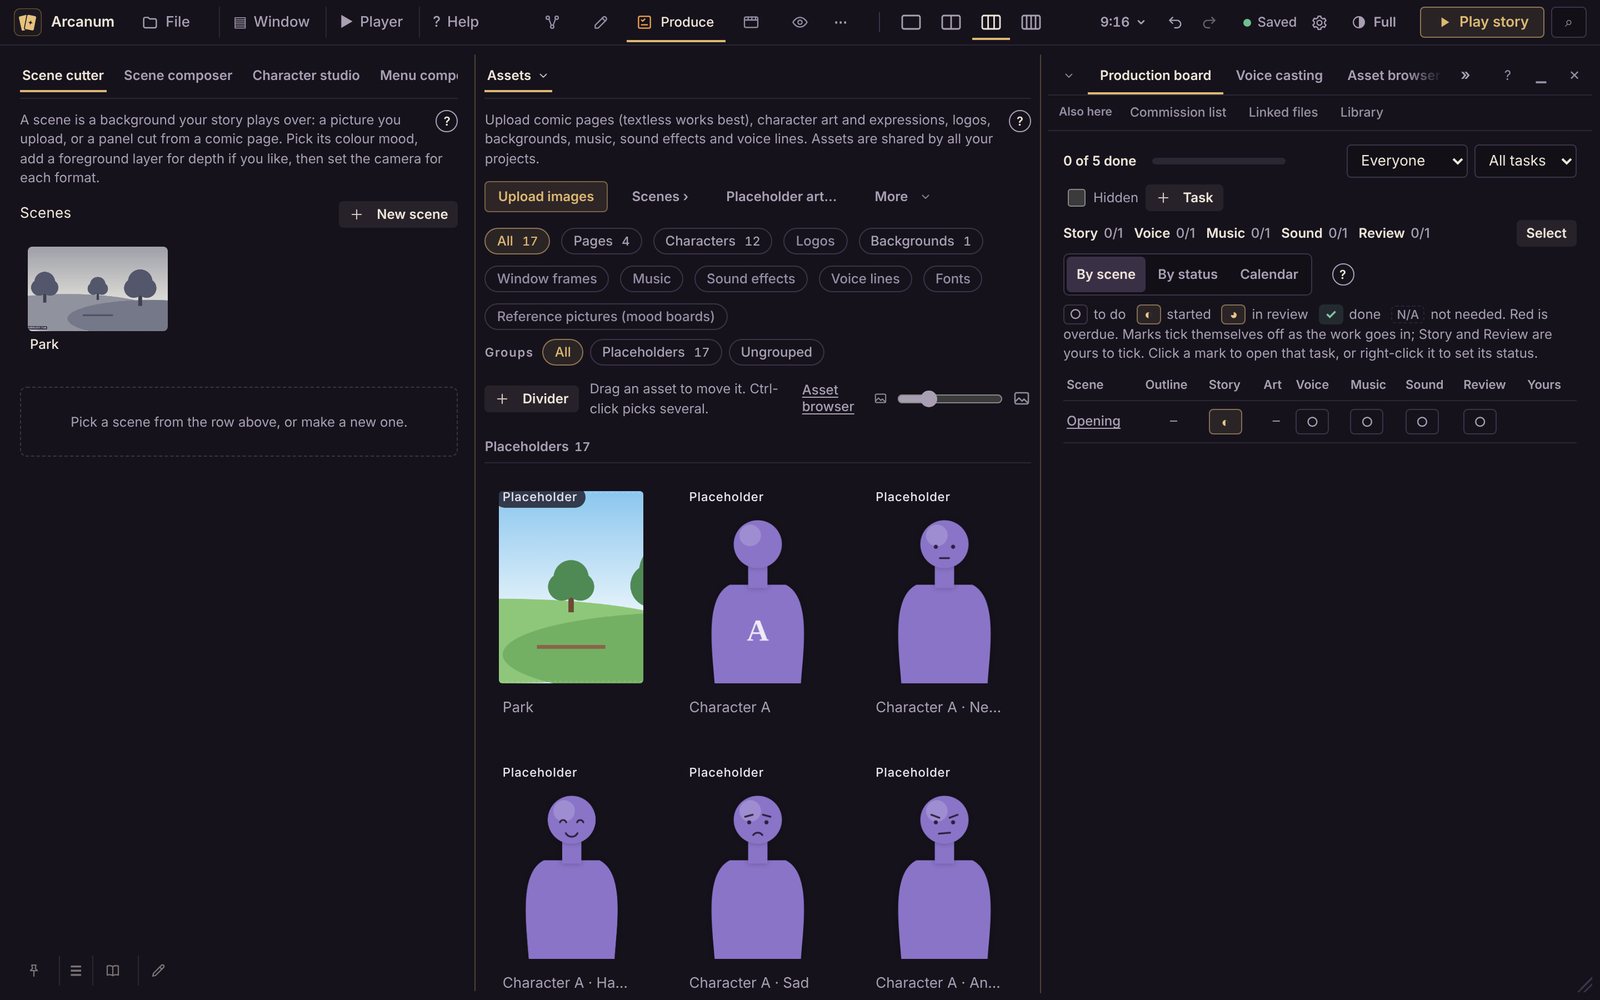 Arcanum File Window Player ? Help Produce ... 9:16 Saved Full Play story
Scene cutter Scene composer Character studio Menu comp
A scene is a background your story plays over: a picture you
upload, or a panel cut from a comic page. Pick its colour mood,
add a foreground layer for depth if you like, then set the camera for
each format.
?
Scenes
+ New scene
Park
Pick a scene from the row above, or make a new one.
Assets
Upload comic pages (textless works best), character art and expressions, logos,
backgrounds, music, sound effects and voice lines. Assets are shared by all your
projects.
?
Upload images Scenes › Placeholder art... More
All 17 Pages 4 Characters 12 Logos Backgrounds 1
Window frames Music Sound effects Voice lines Fonts
Reference pictures (mood boards)
Groups All Placeholders 17 Ungrouped
+ Divider
Drag an asset to move it. Ctrl-
click picks several.
Asset
browser
Placeholders 17
Placeholder Placeholder Placeholder
A
Park Character A Character A · Ne...
Placeholder Placeholder Placeholder
Character A · Ha... Character A · Sad Character A · An...
Production board Voice casting Asset browser » ? _ ×
Also here Commission list Linked files Library
0 of 5 done Everyone All tasks
Hidden + Task
Story 0/1 Voice 0/1 Music 0/1 Sound 0/1 Review 0/1 Select
By scene By status Calendar ?
to do started in review done N/A not needed. Red is
overdue. Marks tick themselves off as the work goes in; Story and Review are
yours to tick. Click a mark to open that task, or right-click it to set its status.
Scene Outline Story Art Voice Music Sound Review Yours
Opening – –